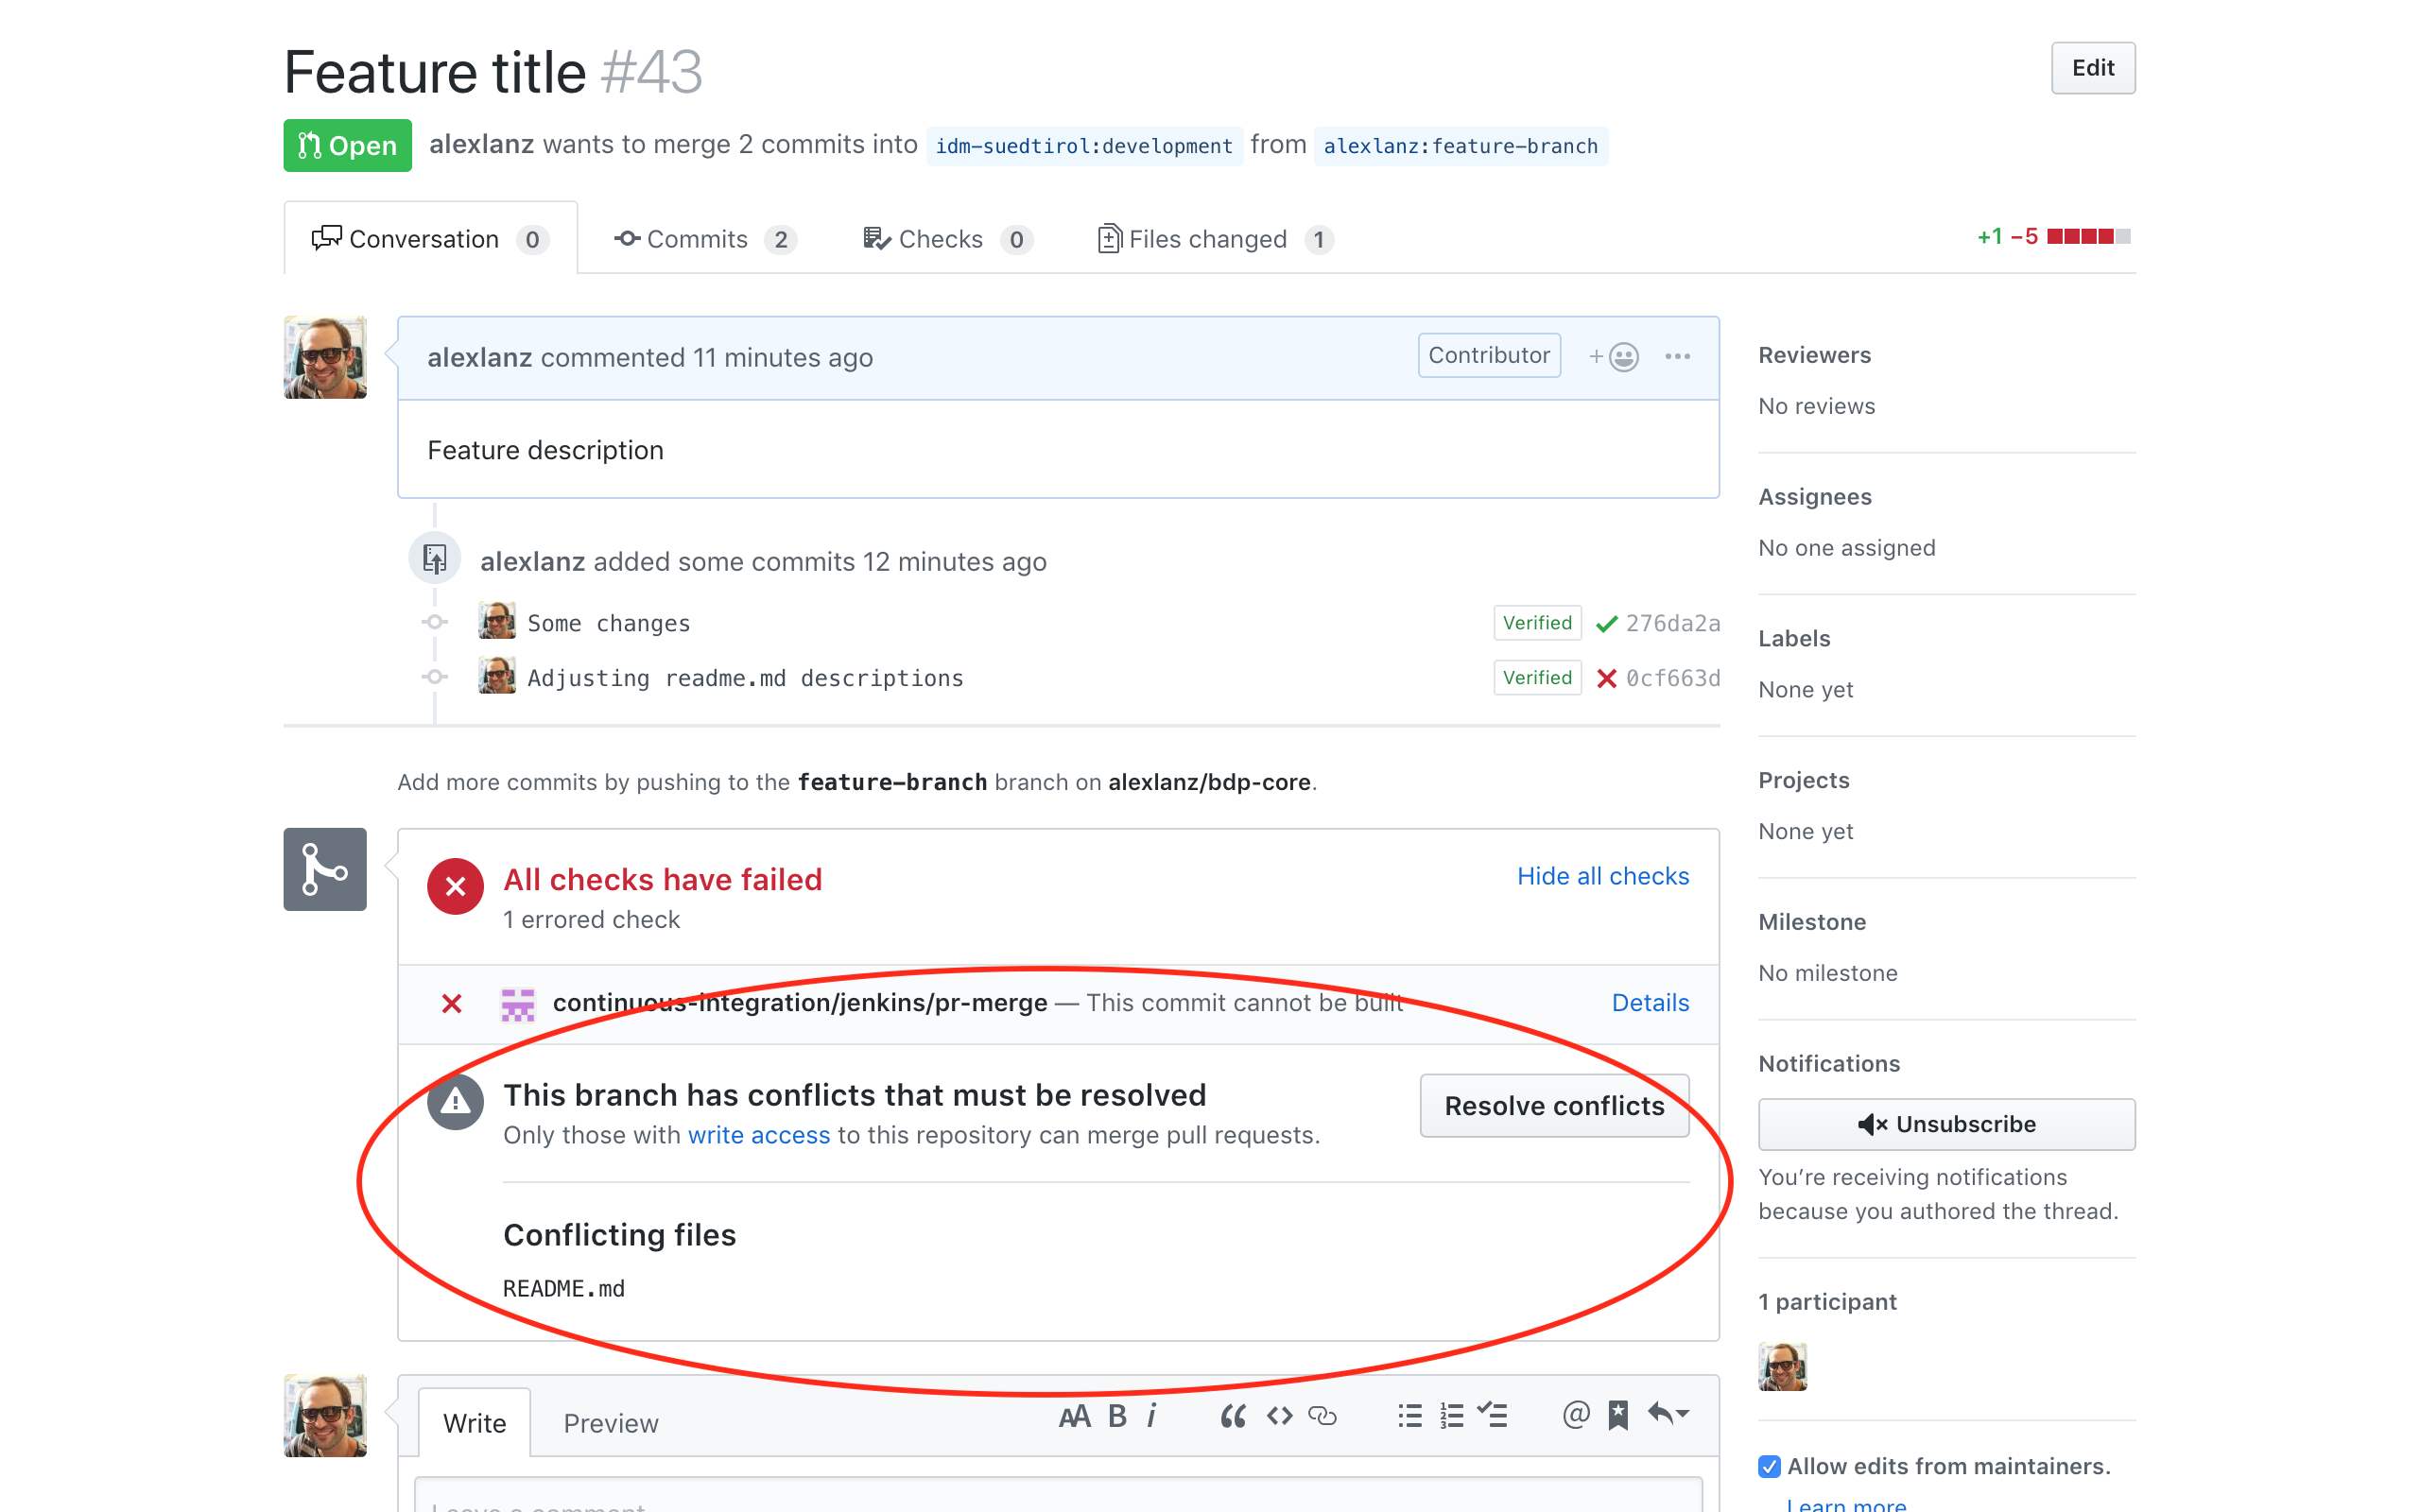 Feature title #43
Edit
Open
alexlanz wants to merge 2 commits into idm-suedtirol:development from alexlanz:feature-branch
Conversation 0
Commits 2
Checks 0
Files changed 1
+1 −5
alexlanz commented 11 minutes ago
Contributor
Feature description
alexlanz added some commits 12 minutes ago
Some changes
Verified
276da2a
Adjusting readme.md descriptions
Verified
0cf663d
Add more commits by pushing to the feature-branch branch on alexlanz/bdp-core.
All checks have failed
1 errored check
Hide all checks
continuous-integration/jenkins/pr-merge — This commit cannot be built
Details
This branch has conflicts that must be resolved
Only those with write access to this repository can merge pull requests.
Resolve conflicts
Conflicting files
README.md
Write
Preview
Leave a comment
Reviewers
No reviews
Assignees
No one assigned
Labels
None yet
Projects
None yet
Milestone
No milestone
Notifications
Unsubscribe
You’re receiving notifications
because you authored the thread.
1 participant
Allow edits from maintainers.
Learn more